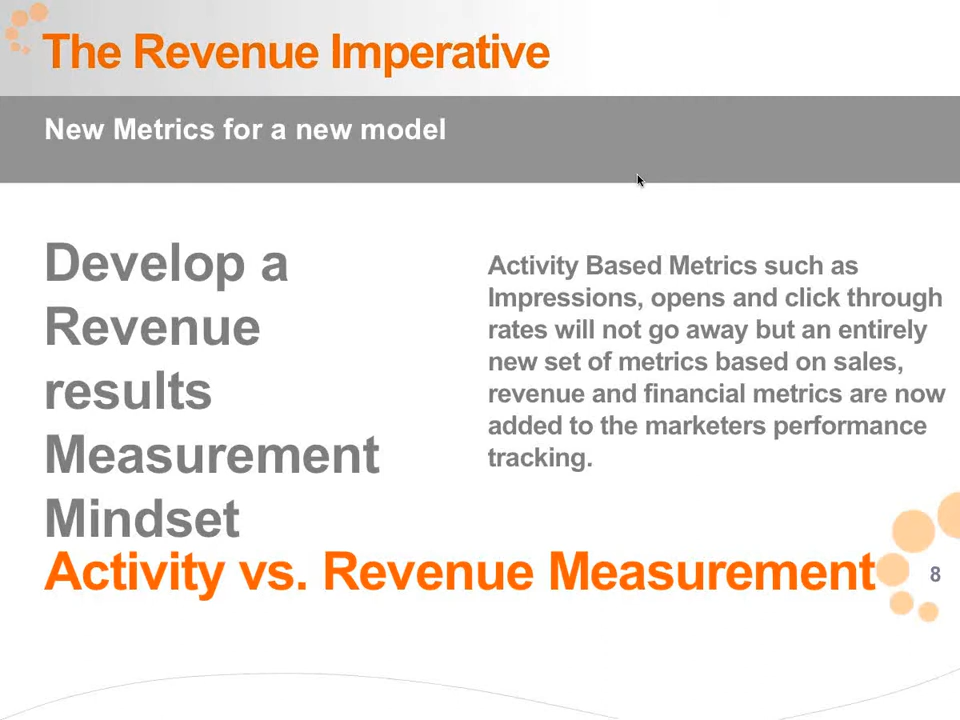 The Revenue Imperative
New Metrics for a new model
Develop a
Revenue
results
Measurement
Mindset
Activity Based Metrics such as
Impressions, opens and click through
rates will not go away but an entirely
new set of metrics based on sales,
revenue and financial metrics are now
added to the marketers performance
tracking.
Activity vs. Revenue Measurement
8